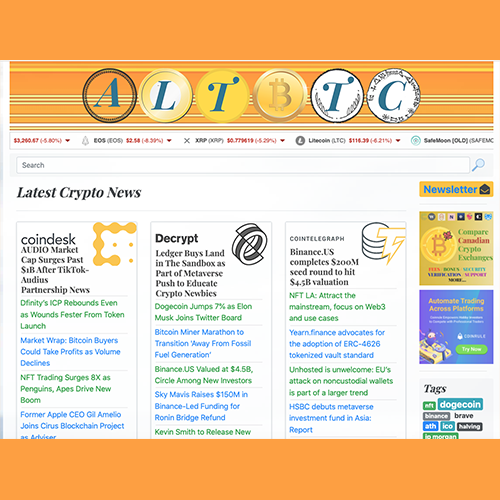 A L T B T C
$3,260.67 (-5.80%) EOS (EOS) $2.58 (-8.39%) XRP (XRP) $0.779619 (-5.29%) Litecoin (LTC) $116.39 (-6.21%) SafeMoon [OLD] (SAFEMO
Search
Latest Crypto News
Newsletter
coindesk
AUDIO Market
Cap Surges Past
$1B After TikTok-
Audius
Partnership News
Dfinity's ICP Rebounds Even
as Wounds Fester From Token
Launch
Market Wrap: Bitcoin Buyers
Could Take Profits as Volume
Declines
NFT Trading Surges 8X as
Penguins, Apes Drive New
Boom
Former Apple CEO Gil Amelio
Joins Cirus Blockchain Project
as Adviser
Decrypt
Ledger Buys Land
in The Sandbox as
Part of Metaverse
Push to Educate
Crypto Newbies
Dogecoin Jumps 7% as Elon
Musk Joins Twitter Board
Bitcoin Miner Marathon to
Transition 'Away From Fossil
Fuel Generation'
Binance.US Valued at $4.5B,
Circle Among New Investors
Sky Mavis Raises $150M in
Binance-Led Funding for
Ronin Bridge Refund
Kevin Smith to Release New
COINTELEGRAPH
Binance.US
completes $200M
seed round to hit
$4.5B valuation
NFT LA: Attract the
mainstream, focus on Web3
and use cases
Yearn.finance advocates for
the adoption of ERC-4626
tokenized vault standard
Unhosted is unwelcome: EU's
attack on noncustodial wallets
is part of a larger trend
HSBC debuts metaverse
investment fund in Asia:
Report
Compare
Canadian
Crypto
Exchanges
FEES · BONUS · SECURITY
VERIFICATION · SUPPORT
MORE...
Automate Trading
Across Platforms
COINRULE
Try Now
Tags
nft dogecoin
binance brave
ath ico halving
jp morgan